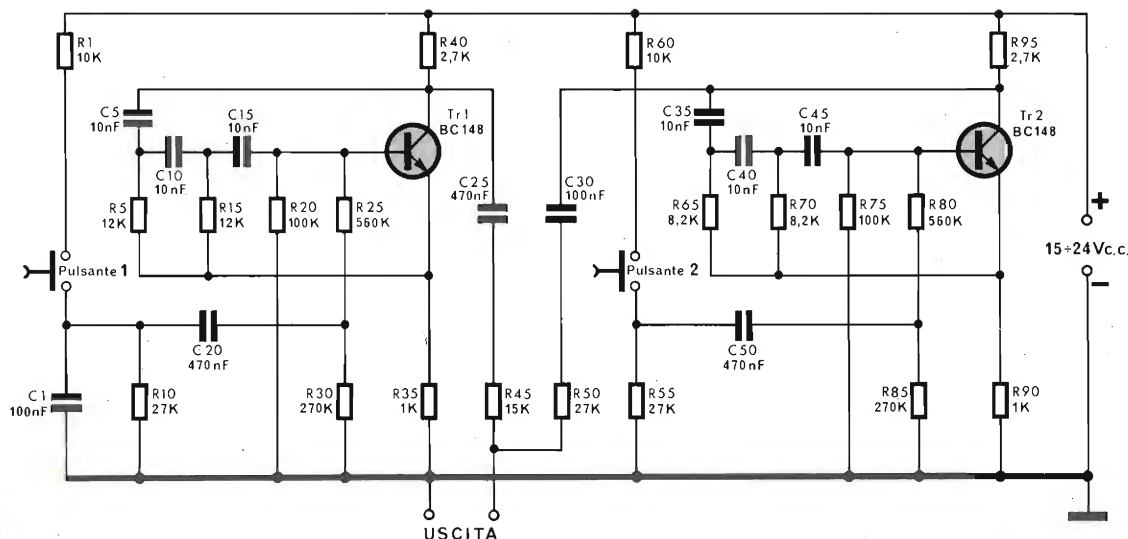 R1
10K
R40
2,7K
R60
10K
R95
2,7K
C5
10nF
C15
10nF
Tr1
BC148
C35
10nF
C45
10nF
Tr2
BC148
C10
10nF
C25
470nF
C30
100nF
C40
10nF
R5
12K
R15
12K
R20
100K
R25
560K
R65
8,2K
R70
8,2K
R75
100K
R80
560K
+
15÷24Vc.c.
−
Pulsante 1
Pulsante 2
C20
470nF
C50
470nF
C1
100nF
R10
27K
R30
270K
R35
1K
R45
15K
R50
27K
R55
27K
R85
270K
R90
1K
USCITA